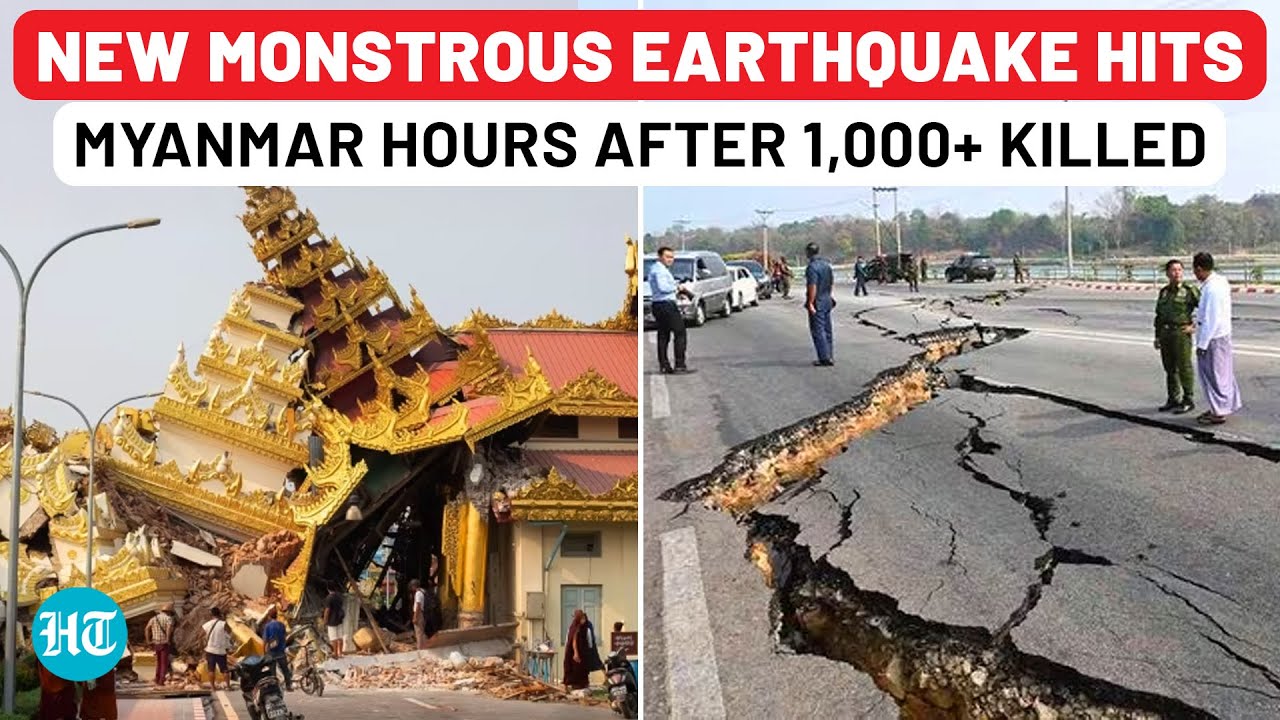 NEW MONSTROUS EARTHQUAKE HITS
MYANMAR HOURS AFTER 1,000+ KILLED
HT